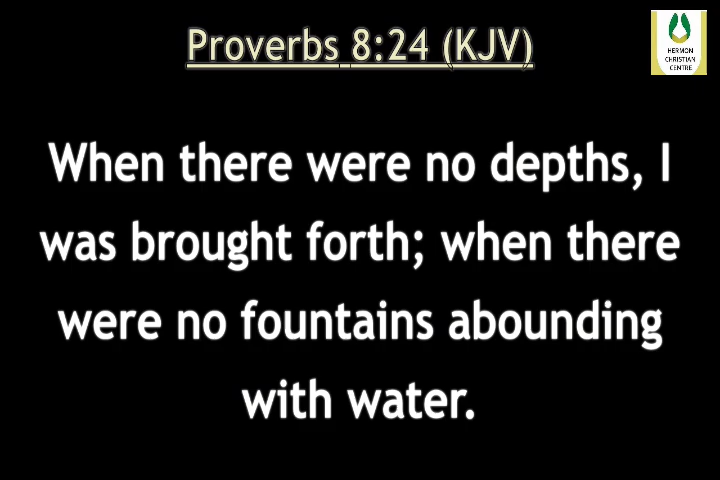 Proverbs 8:24 (KJV)
HERMON
CHRISTIAN
CENTRE
When there were no depths, I
was brought forth; when there
were no fountains abounding
with water.